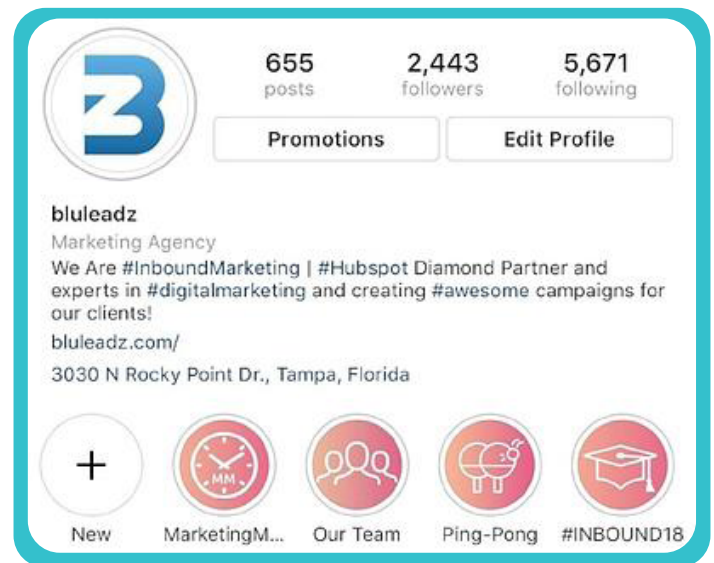 655 2,443 5,671
posts followers following
Promotions Edit Profile
bluleadz
Marketing Agency
We Are #InboundMarketing | #Hubspot Diamond Partner and
experts in #digitalmarketing and creating #awesome campaigns for
our clients!
bluleadz.com/
3030 N Rocky Point Dr., Tampa, Florida
MM
New MarketingM... Our Team Ping-Pong #INBOUND18